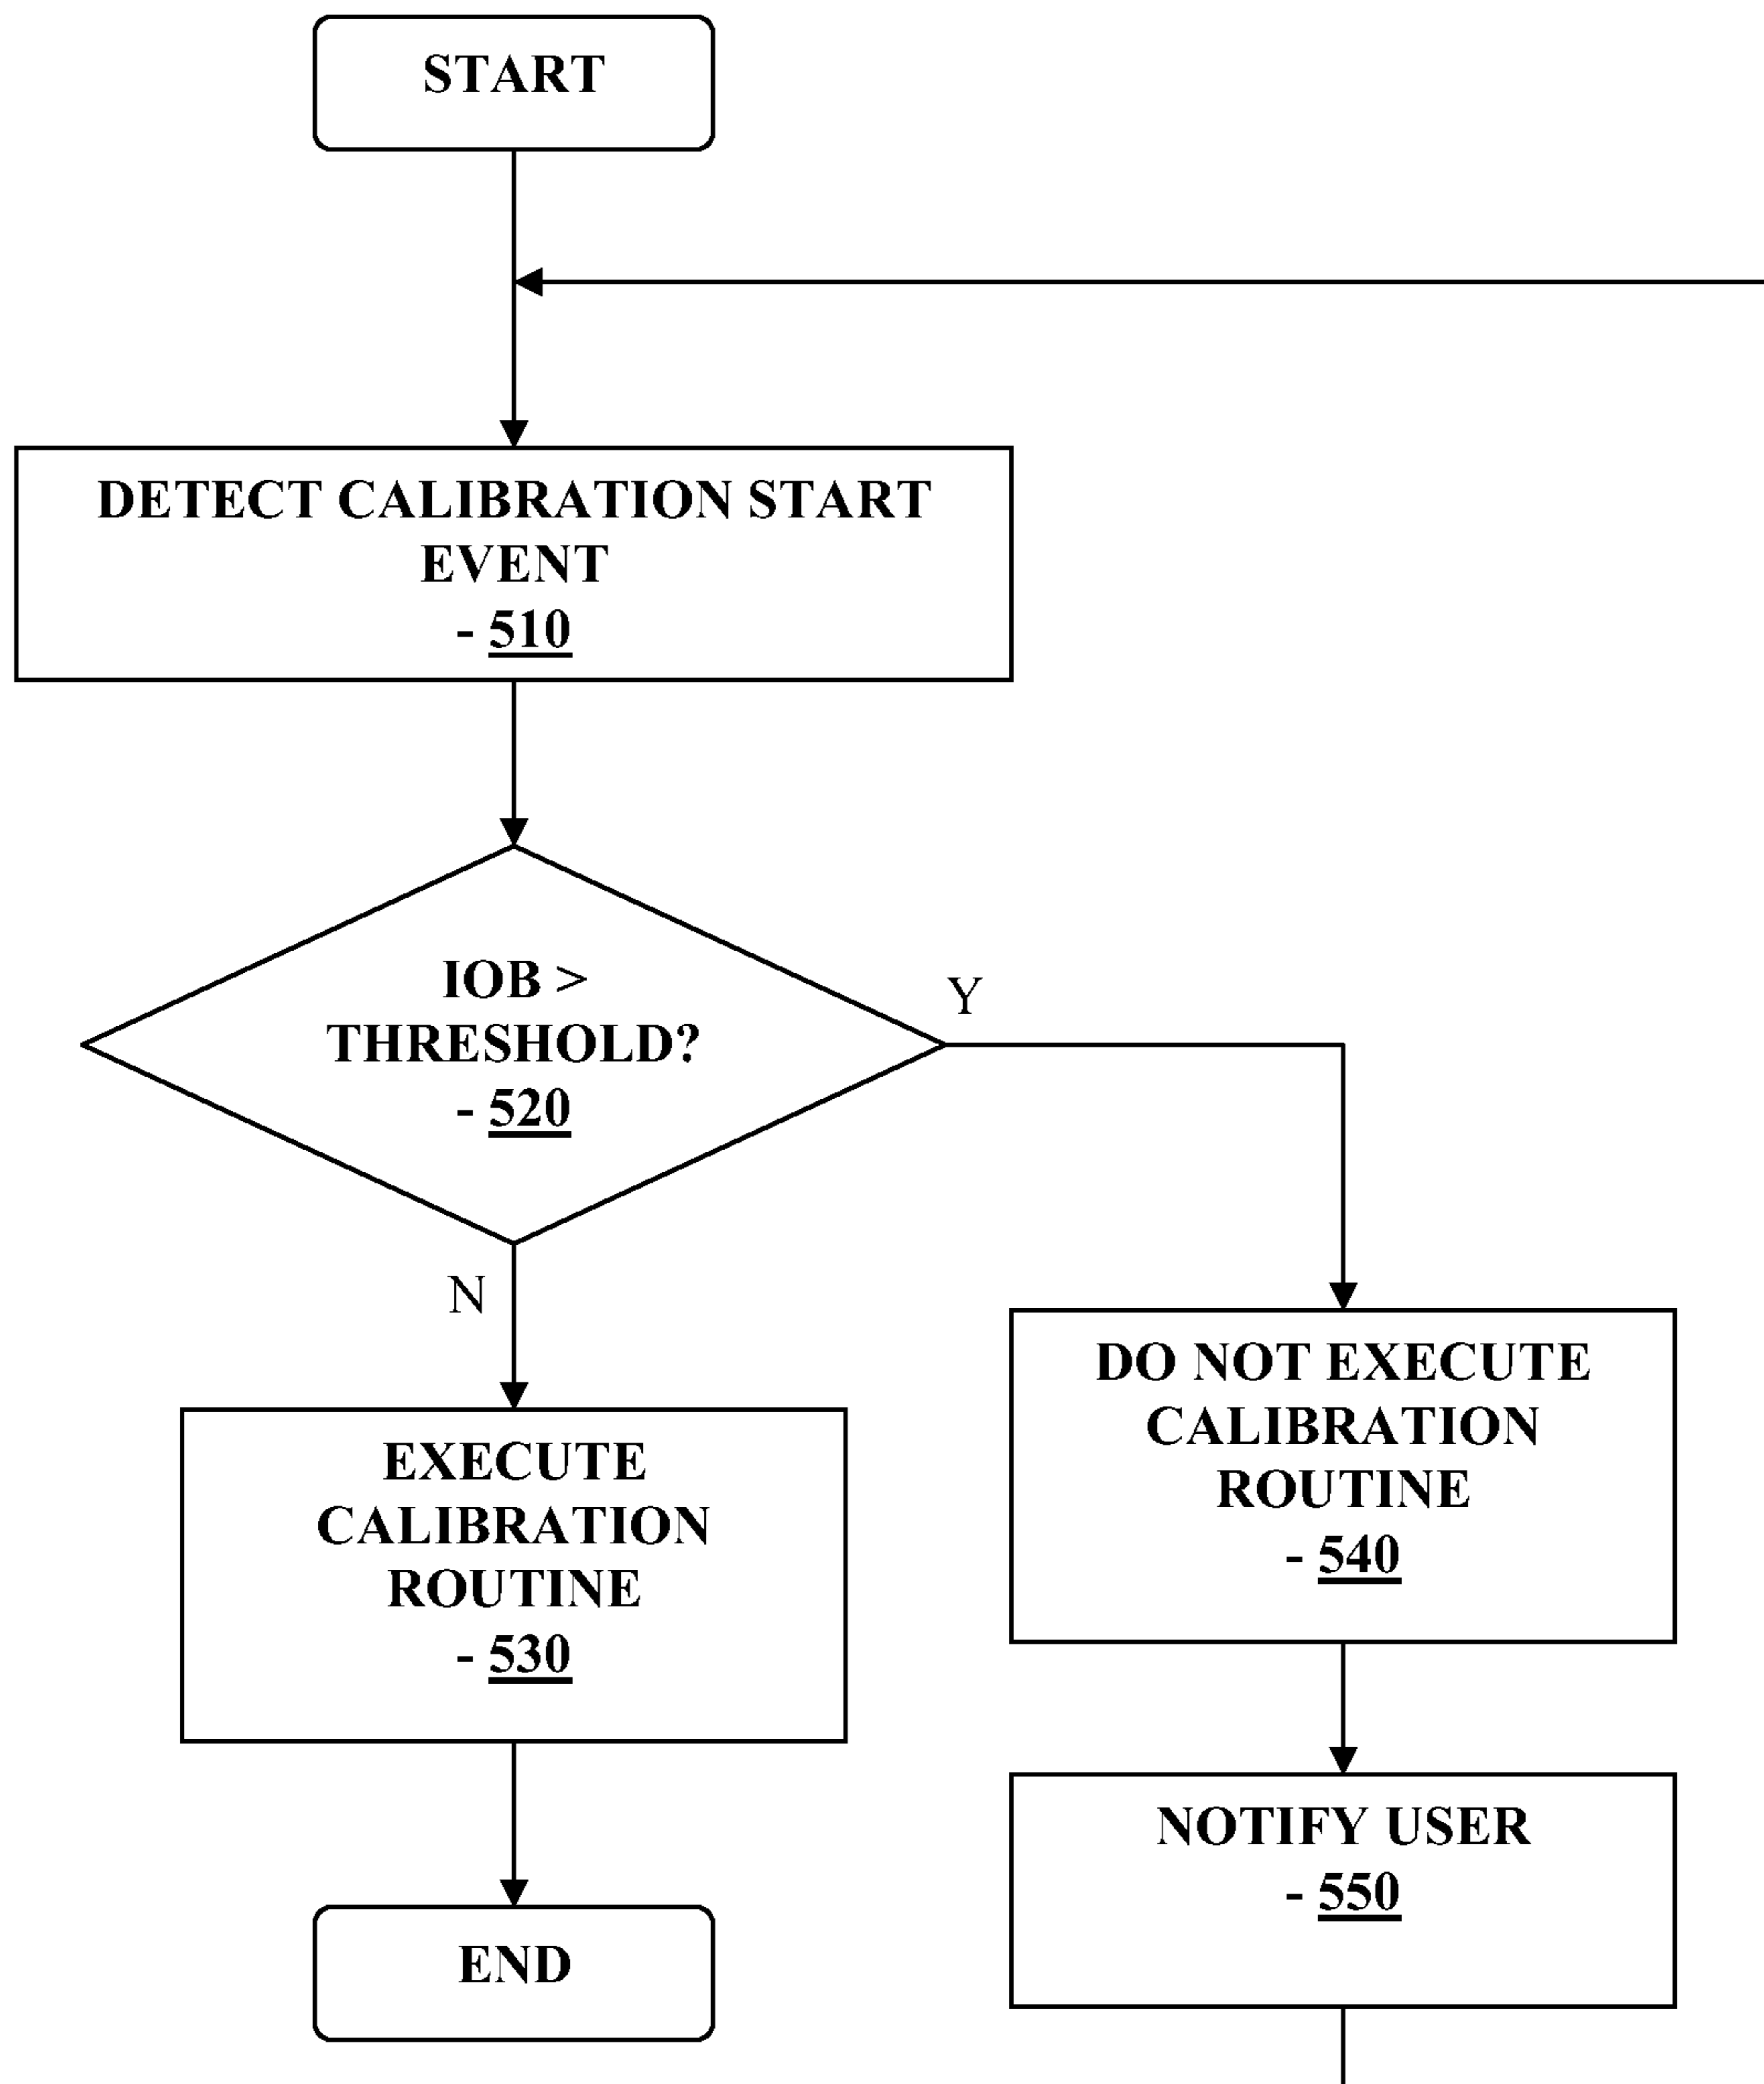 START
DETECT CALIBRATION START
EVENT
- 510
IOB >
THRESHOLD?
- 520
Y
N
EXECUTE
CALIBRATION
ROUTINE
- 530
DO NOT EXECUTE
CALIBRATION
ROUTINE
- 540
NOTIFY USER
- 550
END